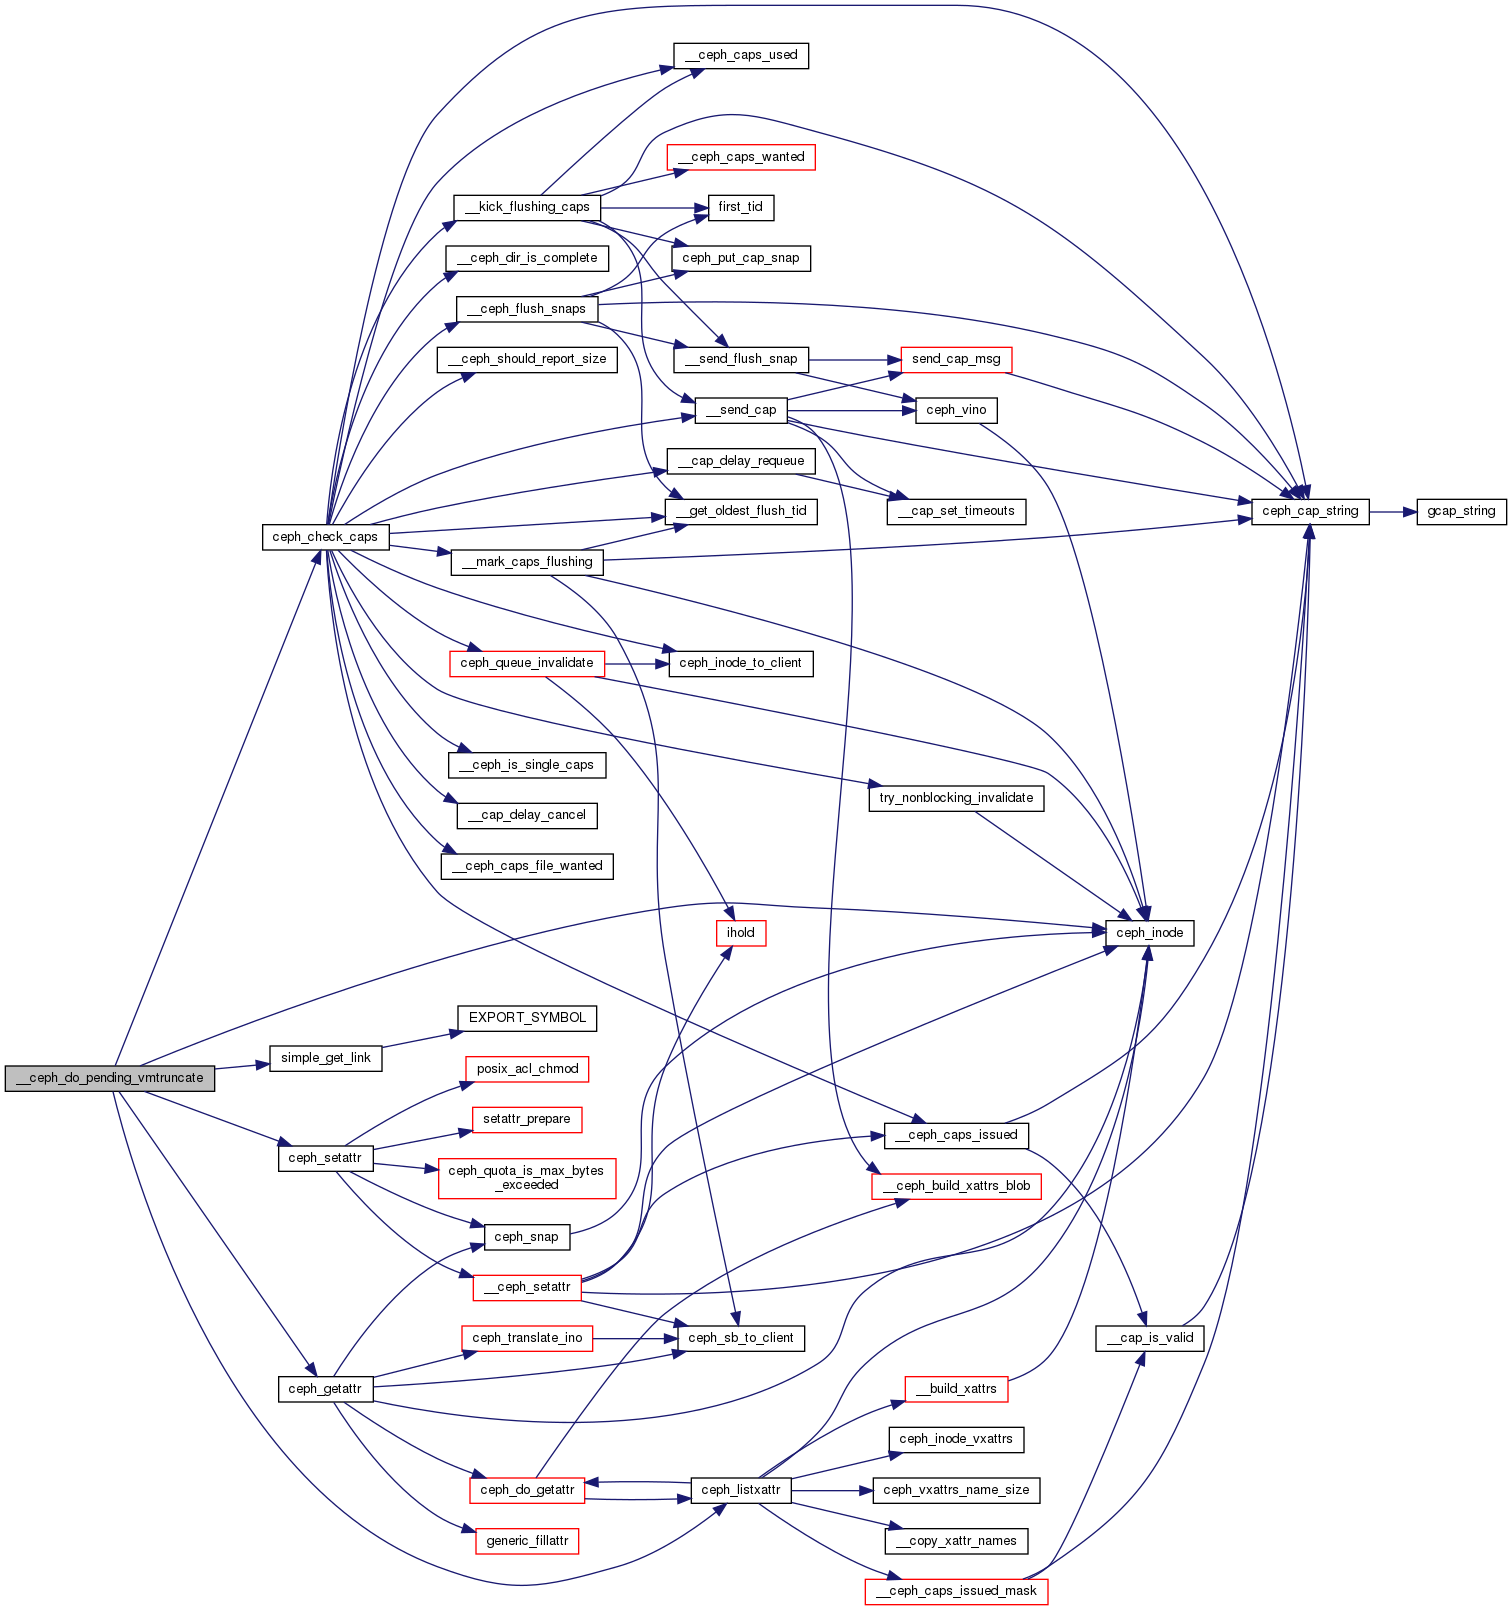 __ceph_caps_used
__ceph_caps_wanted
__kick_flushing_caps
first_tid
__ceph_dir_is_complete
ceph_put_cap_snap
__ceph_flush_snaps
__ceph_should_report_size
__send_flush_snap
send_cap_msg
__send_cap
ceph_vino
__cap_delay_requeue
__get_oldest_flush_tid
__cap_set_timeouts
ceph_cap_string
gcap_string
ceph_check_caps
__mark_caps_flushing
ceph_queue_invalidate
ceph_inode_to_client
__ceph_is_single_caps
try_nonblocking_invalidate
__cap_delay_cancel
__ceph_caps_file_wanted
ihold
ceph_inode
EXPORT_SYMBOL
simple_get_link
__ceph_do_pending_vmtruncate
posix_acl_chmod
setattr_prepare
__ceph_caps_issued
ceph_setattr
ceph_quota_is_max_bytes
_exceeded
__ceph_build_xattrs_blob
ceph_snap
__ceph_setattr
ceph_translate_ino
ceph_sb_to_client
__cap_is_valid
ceph_getattr
__build_xattrs
ceph_inode_vxattrs
ceph_do_getattr
ceph_listxattr
ceph_vxattrs_name_size
generic_fillattr
__copy_xattr_names
__ceph_caps_issued_mask